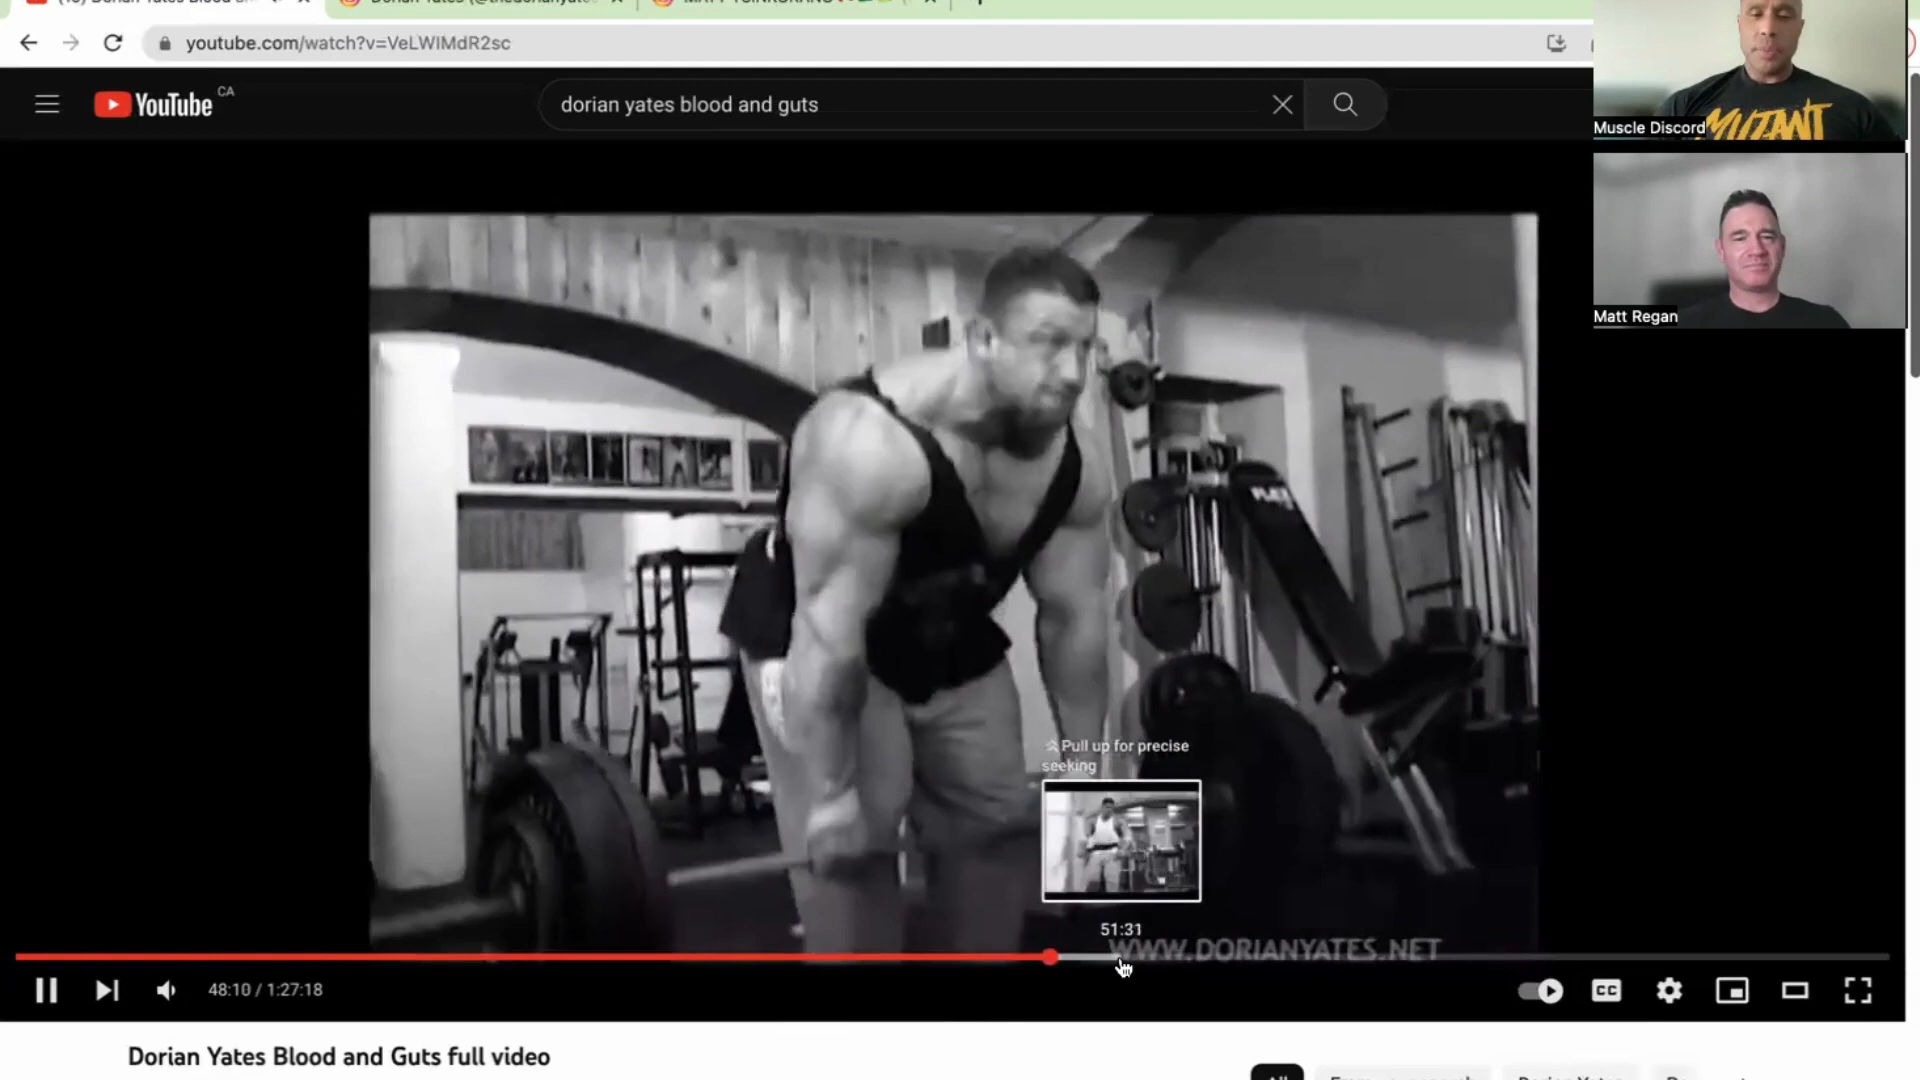 youtube.com/watch?v=VeLWIMdR2sc
YouTube CA
dorian yates blood and guts
MUTANT
Muscle Discord
Matt Regan
FLEX
Pull up for precise
seeking
51:31
WWW.DORIANYATES.NET
48:10 / 1:27:18
CC
Dorian Yates Blood and Guts full video